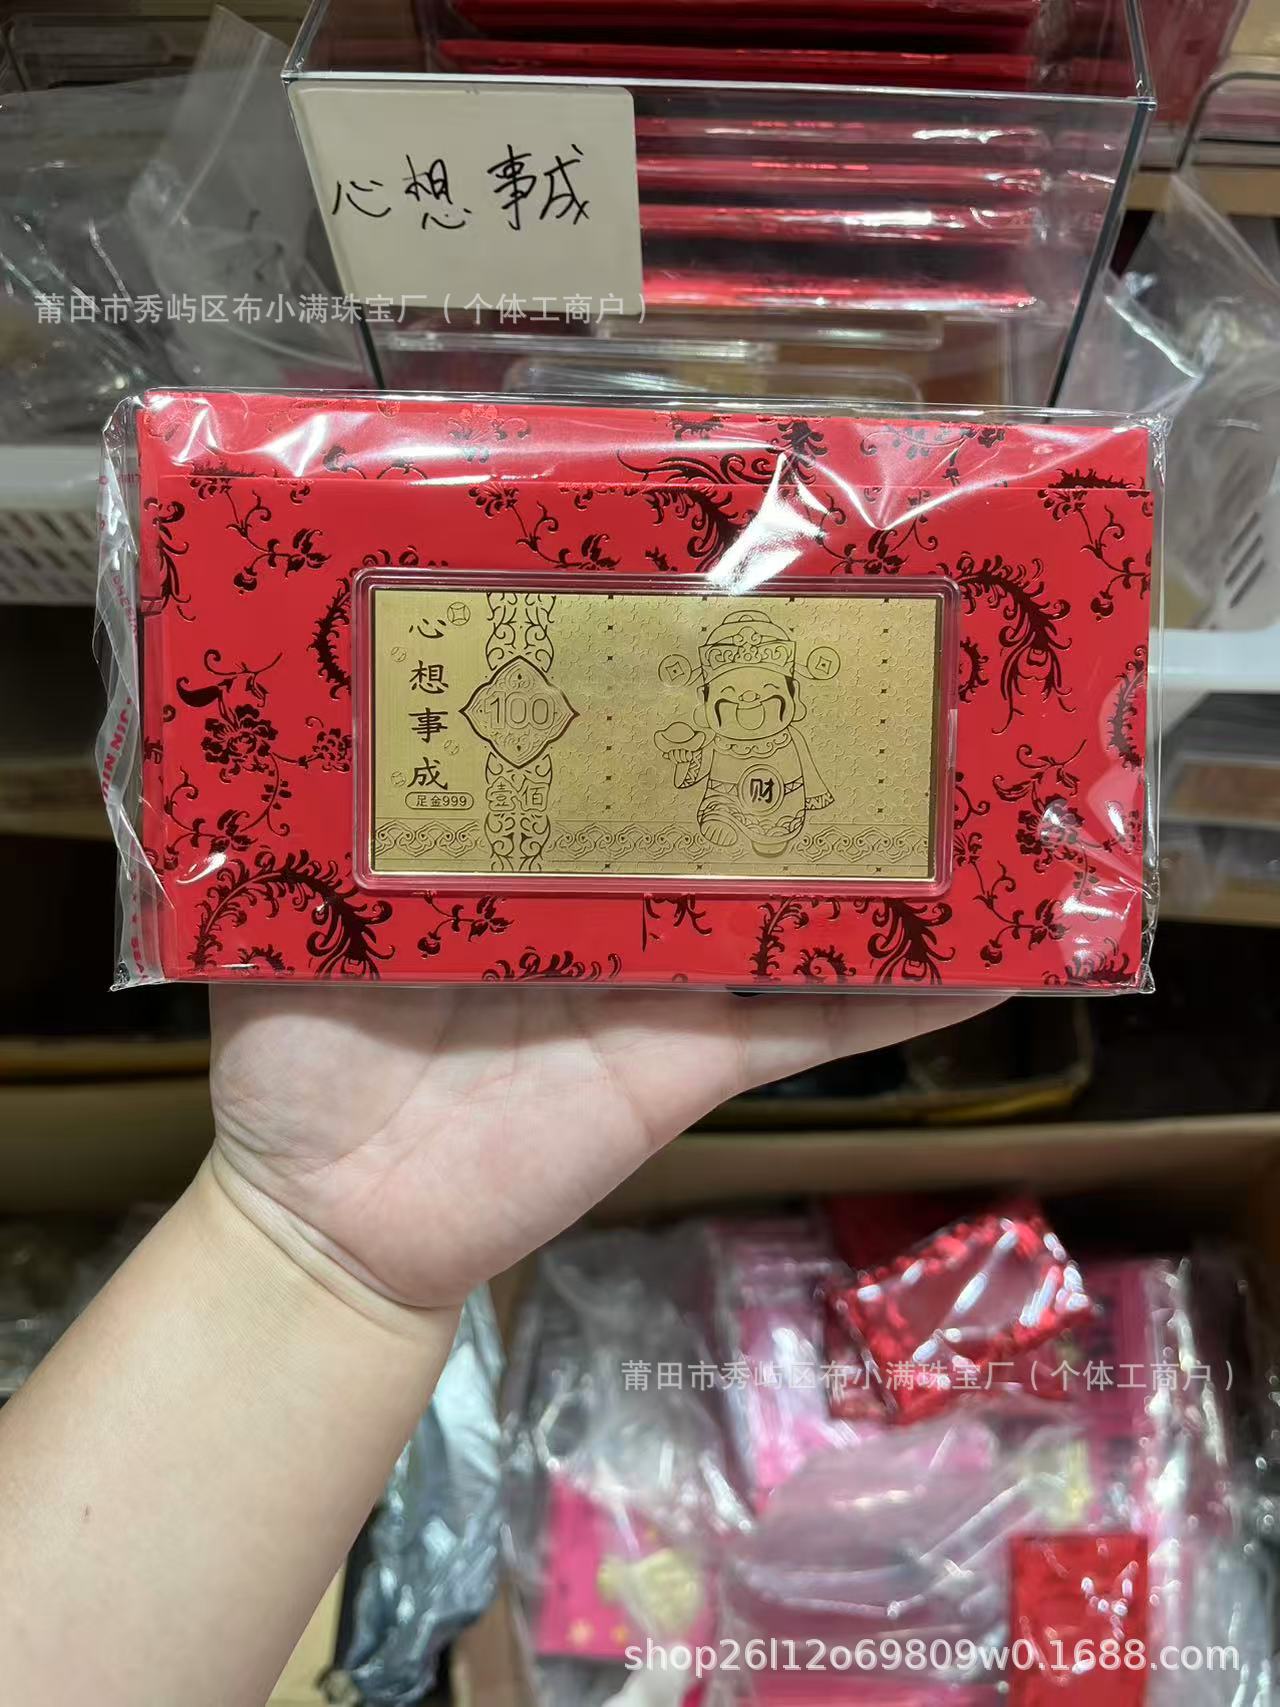 心想事成
莆田市秀屿区布小满珠宝厂（个体工商户）
心想事成
100
足金999
壹佰
财
莆田市秀屿区布小满珠宝厂（个体工商户）
shop26l12o69809w0.1688.com